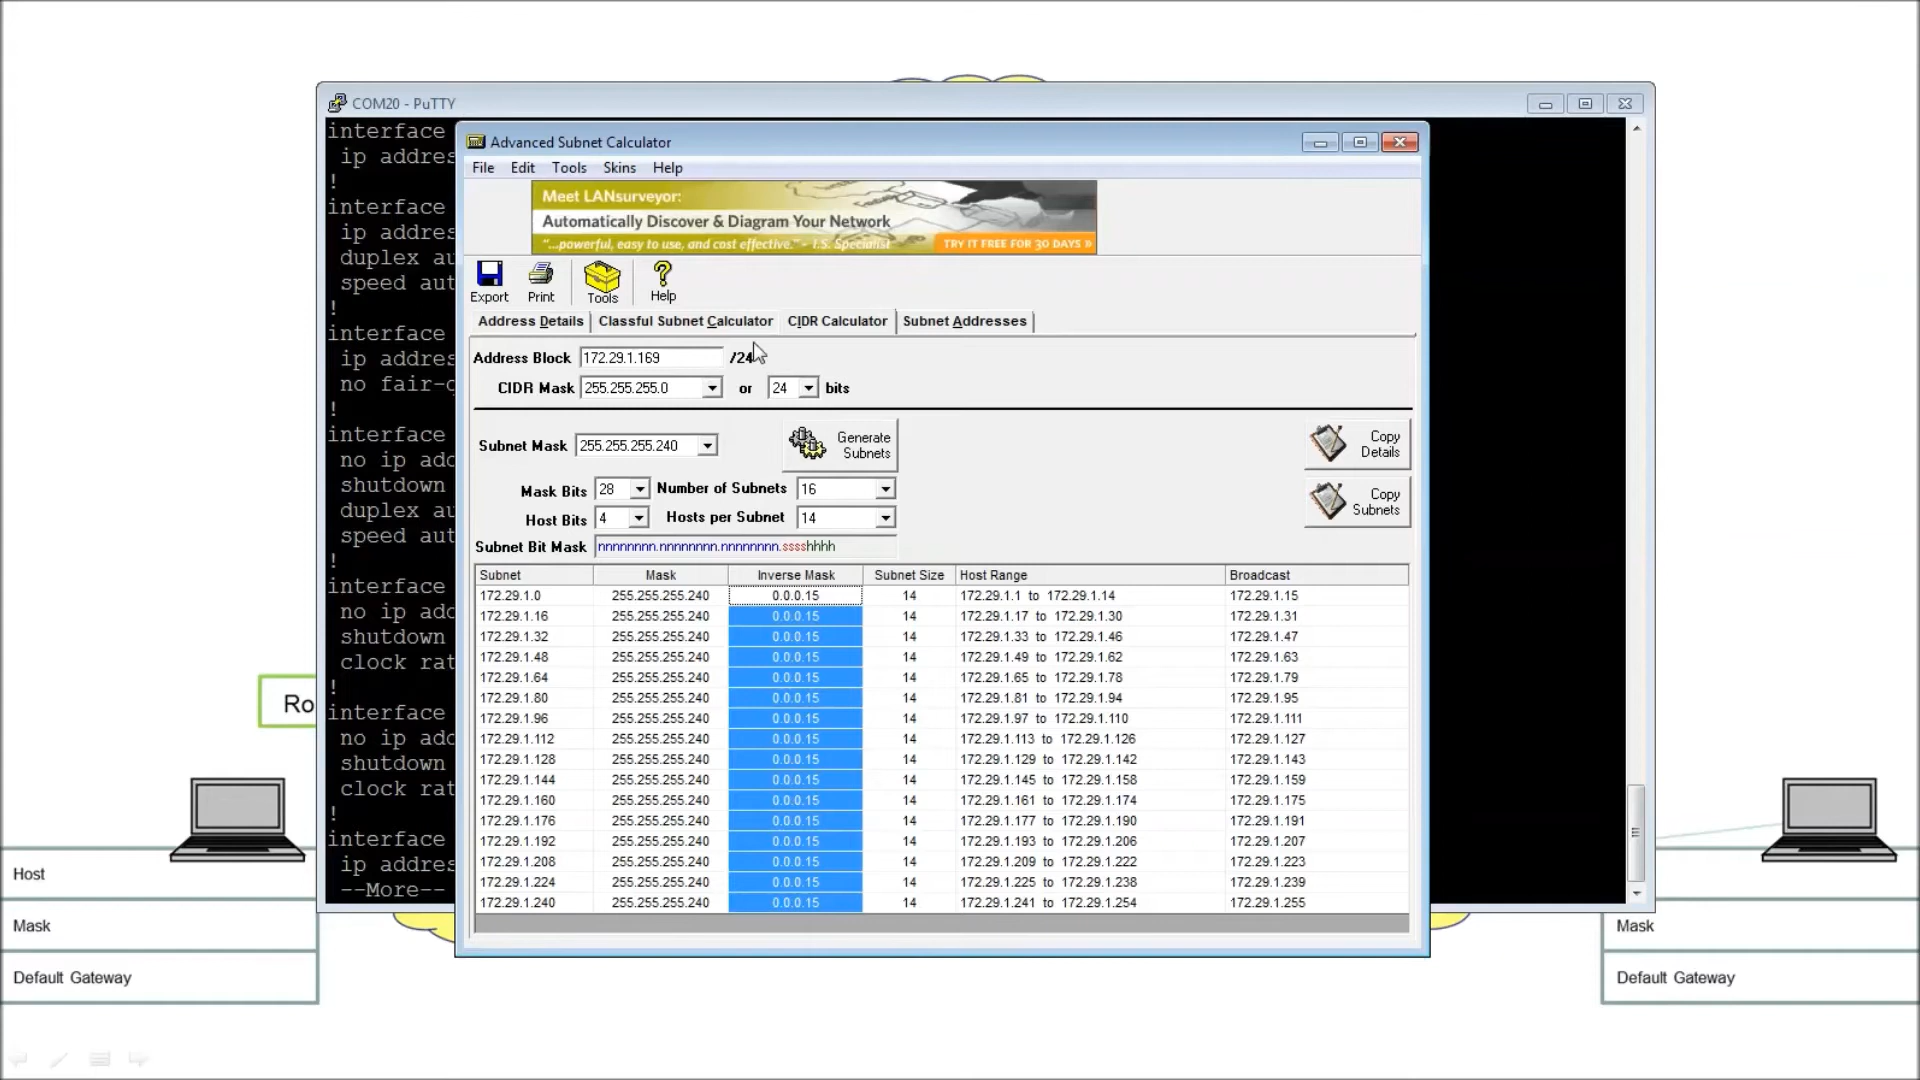 COM20 - PuTTY
interface
ip addres
!
interface
ip addres
duplex au
speed aut
!
interface
ip addres
no fair-q
!
interface
no ip add
shutdown
duplex au
speed aut
!
interface
no ip add
shutdown
clock rat
!
interface
no ip add
shutdown
clock rat
!
interface
ip addres
--More--
Advanced Subnet Calculator
File Edit Tools Skins Help
Meet LANsurveyor:
Automatically Discover & Diagram Your Network
"...powerful, easy to use, and cost effective." - I.S. Specialist
TRY IT FREE FOR 30 DAYS »
Export Print Tools Help
Address Details Classful Subnet Calculator CIDR Calculator Subnet Addresses
Address Block 172.29.1.169 /24
CIDR Mask 255.255.255.0 or 24 bits
Subnet Mask 255.255.255.240 Generate Subnets Copy Details
Mask Bits 28 Number of Subnets 16
Host Bits 4 Hosts per Subnet 14 Copy Subnets
Subnet Bit Mask nnnnnnnn.nnnnnnnn.nnnnnnnn.sssshhhh
Subnet Mask Inverse Mask Subnet Size Host Range Broadcast
172.29.1.0 255.255.255.240 0.0.0.15 14 172.29.1.1 to 172.29.1.14 172.29.1.15
172.29.1.16 255.255.255.240 0.0.0.15 14 172.29.1.17 to 172.29.1.30 172.29.1.31
172.29.1.32 255.255.255.240 0.0.0.15 14 172.29.1.33 to 172.29.1.46 172.29.1.47
172.29.1.48 255.255.255.240 0.0.0.15 14 172.29.1.49 to 172.29.1.62 172.29.1.63
172.29.1.64 255.255.255.240 0.0.0.15 14 172.29.1.65 to 172.29.1.78 172.29.1.79
172.29.1.80 255.255.255.240 0.0.0.15 14 172.29.1.81 to 172.29.1.94 172.29.1.95
172.29.1.96 255.255.255.240 0.0.0.15 14 172.29.1.97 to 172.29.1.110 172.29.1.111
172.29.1.112 255.255.255.240 0.0.0.15 14 172.29.1.113 to 172.29.1.126 172.29.1.127
172.29.1.128 255.255.255.240 0.0.0.15 14 172.29.1.129 to 172.29.1.142 172.29.1.143
172.29.1.144 255.255.255.240 0.0.0.15 14 172.29.1.145 to 172.29.1.158 172.29.1.159
172.29.1.160 255.255.255.240 0.0.0.15 14 172.29.1.161 to 172.29.1.174 172.29.1.175
172.29.1.176 255.255.255.240 0.0.0.15 14 172.29.1.177 to 172.29.1.190 172.29.1.191
172.29.1.192 255.255.255.240 0.0.0.15 14 172.29.1.193 to 172.29.1.206 172.29.1.207
172.29.1.208 255.255.255.240 0.0.0.15 14 172.29.1.209 to 172.29.1.222 172.29.1.223
172.29.1.224 255.255.255.240 0.0.0.15 14 172.29.1.225 to 172.29.1.238 172.29.1.239
172.29.1.240 255.255.255.240 0.0.0.15 14 172.29.1.241 to 172.29.1.254 172.29.1.255
Ro
Host
Mask
Default Gateway
Mask
Default Gateway